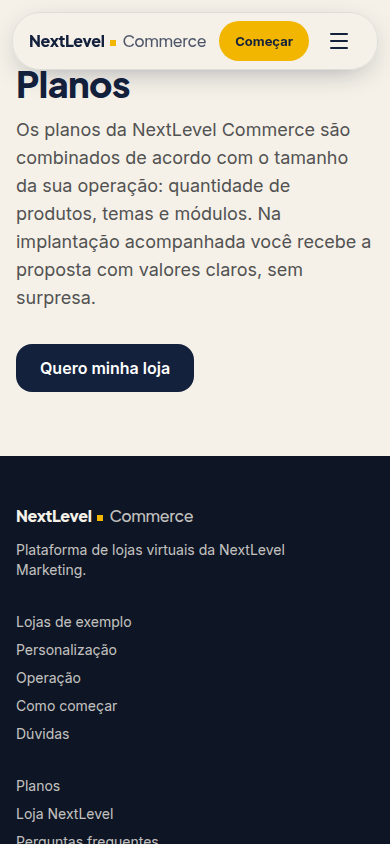 NextLevel Commerce
Começar
Planos
Os planos da NextLevel Commerce são
combinados de acordo com o tamanho
da sua operação: quantidade de
produtos, temas e módulos. Na
implantação acompanhada você recebe a
proposta com valores claros, sem
surpresa.
Quero minha loja
NextLevel Commerce
Plataforma de lojas virtuais da NextLevel
Marketing.
Lojas de exemplo
Personalização
Operação
Como começar
Dúvidas
Planos
Loja NextLevel
Perguntas frequentes